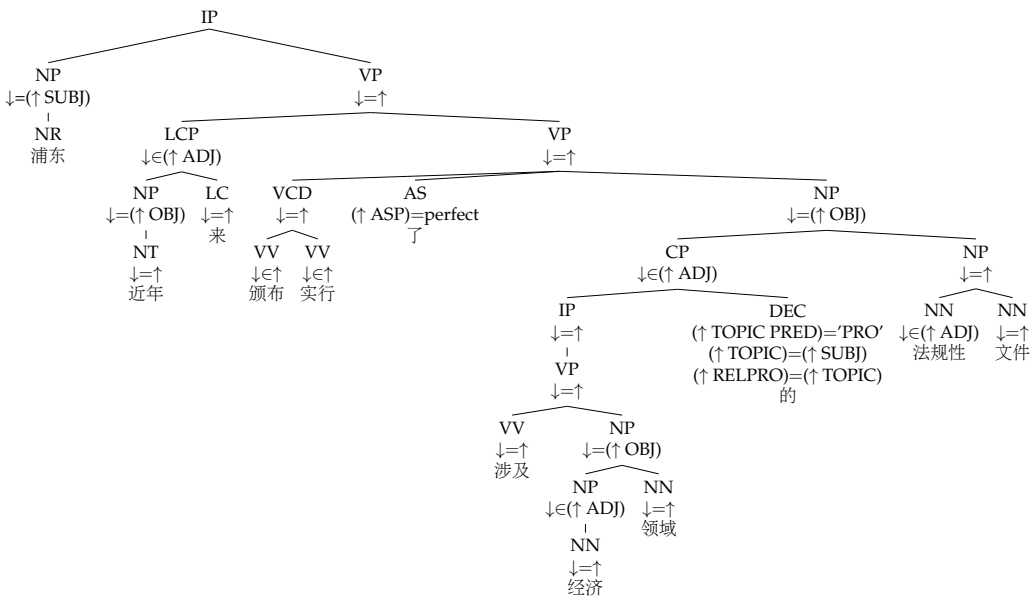 IP
NP VP
↓=(↑ SUBJ) ↓=↑
NR LCP VP
浦东 ↓∈(↑ ADJ) ↓=↑
NP LC VCD AS NP
↓=(↑ OBJ) ↓=↑ ↓=↑ (↑ ASP)=perfect ↓=(↑ OBJ)
来 了
NT VV VV CP NP
↓=↑ ↓∈↑ ↓∈↑ ↓∈(↑ ADJ) ↓=↑
近年 颁布 实行
IP DEC NN NN
↓=↑ (↑ TOPIC PRED)='PRO' ↓∈(↑ ADJ) ↓=↑
(↑ TOPIC)=(↑ SUBJ) 法规性 文件
VP (↑ RELPRO)=(↑ TOPIC)
↓=↑ 的
VV NP
↓=↑ ↓=(↑ OBJ)
涉及
NP NN
↓∈(↑ ADJ) ↓=↑
领域
NN
↓=↑
经济